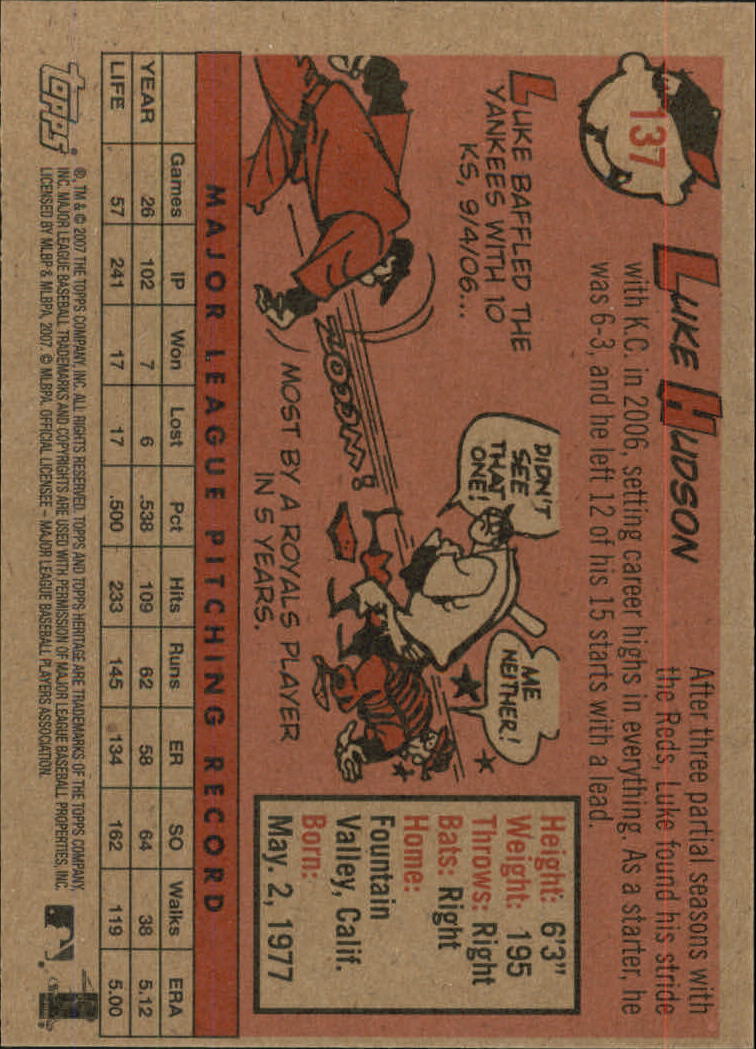 137
LUKE HUDSON
After three partial seasons with
the Reds, Luke found his stride
with K.C. in 2006, setting career highs in everything. As a starter, he
was 6-3, and he left 12 of his 15 starts with a lead.
LUKE BAFFLED THE
YANKEES WITH 10
KS, 9/4/06...
ZOOOM!
DIDN'T
SEE
THAT
ONE!
ME
NEITHER!
MOST BY A ROYALS PLAYER
IN 5 YEARS.
Height: 6'3"
Weight: 195
Throws: Right
Bats: Right
Home:
Fountain
Valley, Calif.
Born:
May. 2, 1977
MAJOR LEAGUE PITCHING RECORD
Games IP Won Lost Pct Hits Runs ER SO Walks ERA
YEAR 26 102 7 6 .538 109 62 58 64 38 5.12
LIFE 57 241 17 17 .500 233 145 134 162 119 5.00
Topps
®, TM & © 2007 THE TOPPS COMPANY, INC. ALL RIGHTS RESERVED. TOPPS AND TOPPS HERITAGE ARE TRADEMARKS OF THE TOPPS COMPANY,
INC. MAJOR LEAGUE BASEBALL TRADEMARKS AND COPYRIGHTS ARE USED WITH PERMISSION OF MAJOR LEAGUE BASEBALL PROPERTIES, INC.
LICENSED BY MLBP & MLBPA, 2007. © MLBPA. OFFICIAL LICENSEE – MAJOR LEAGUE BASEBALL PLAYERS ASSOCIATION.